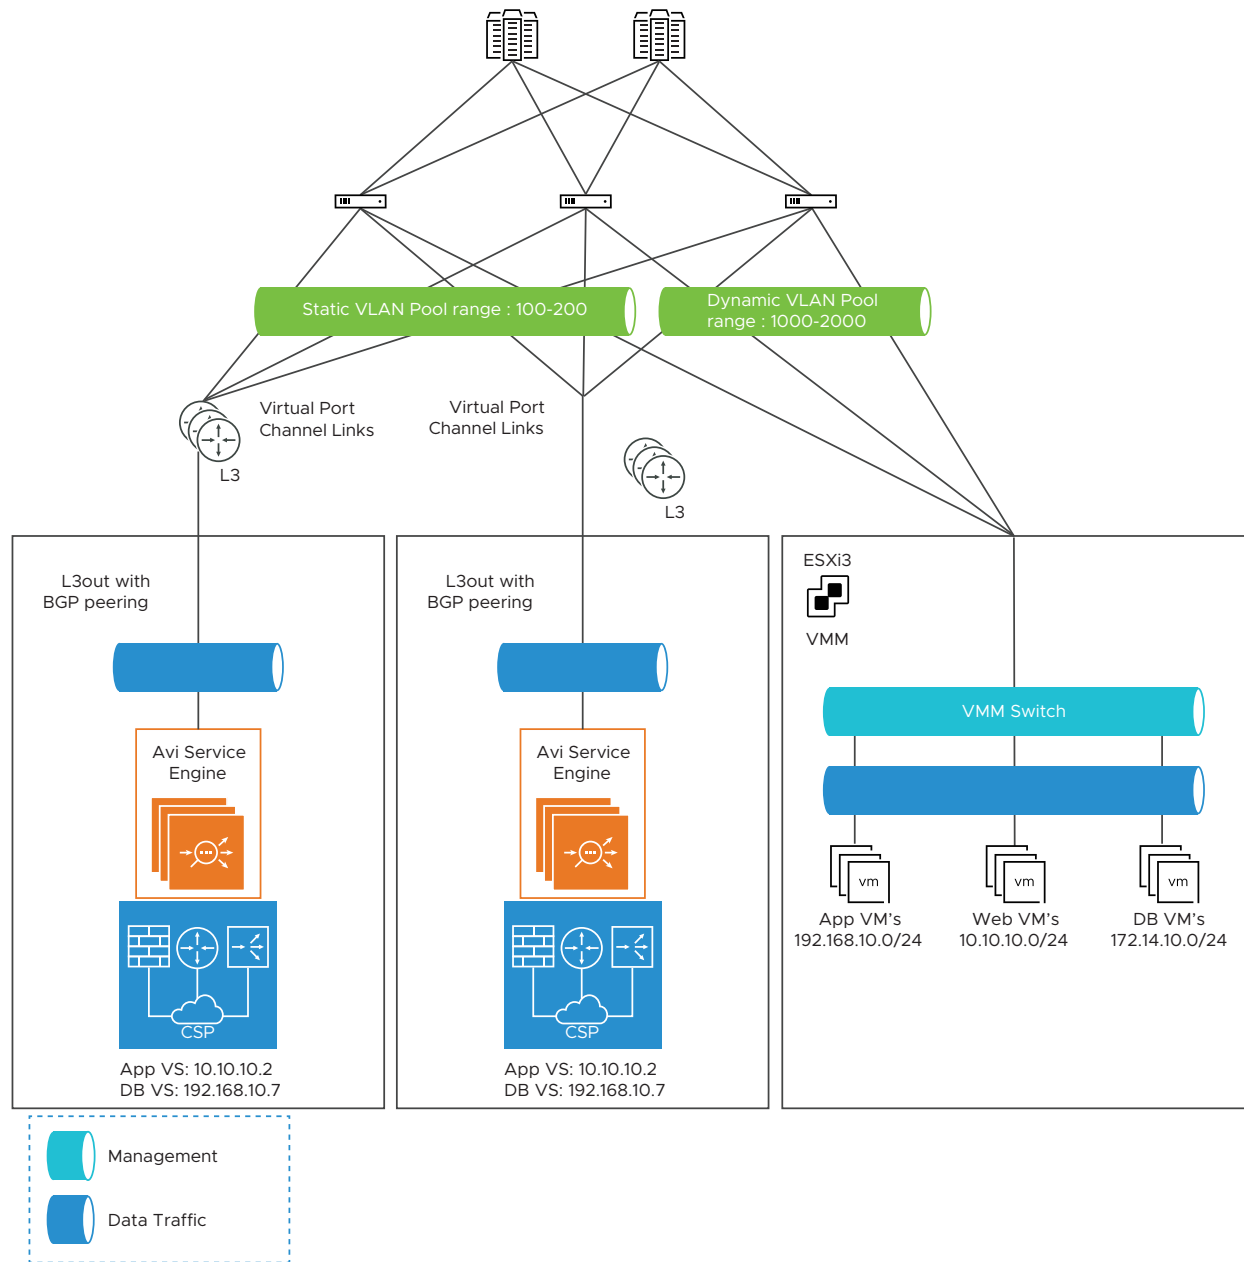 Static VLAN Pool range : 100-200
Dynamic VLAN Pool
range : 1000-2000
Virtual Port
Channel Links
L3
Virtual Port
Channel Links
L3
L3out with
BGP peering
Avi Service
Engine
CSP
App VS: 10.10.10.2
DB VS: 192.168.10.7
L3out with
BGP peering
Avi Service
Engine
CSP
App VS: 10.10.10.2
DB VS: 192.168.10.7
ESXi3
VMM
VMM Switch
vm
vm
vm
App VM's
192.168.10.0/24
Web VM's
10.10.10.0/24
DB VM's
172.14.10.0/24
Management
Data Traffic